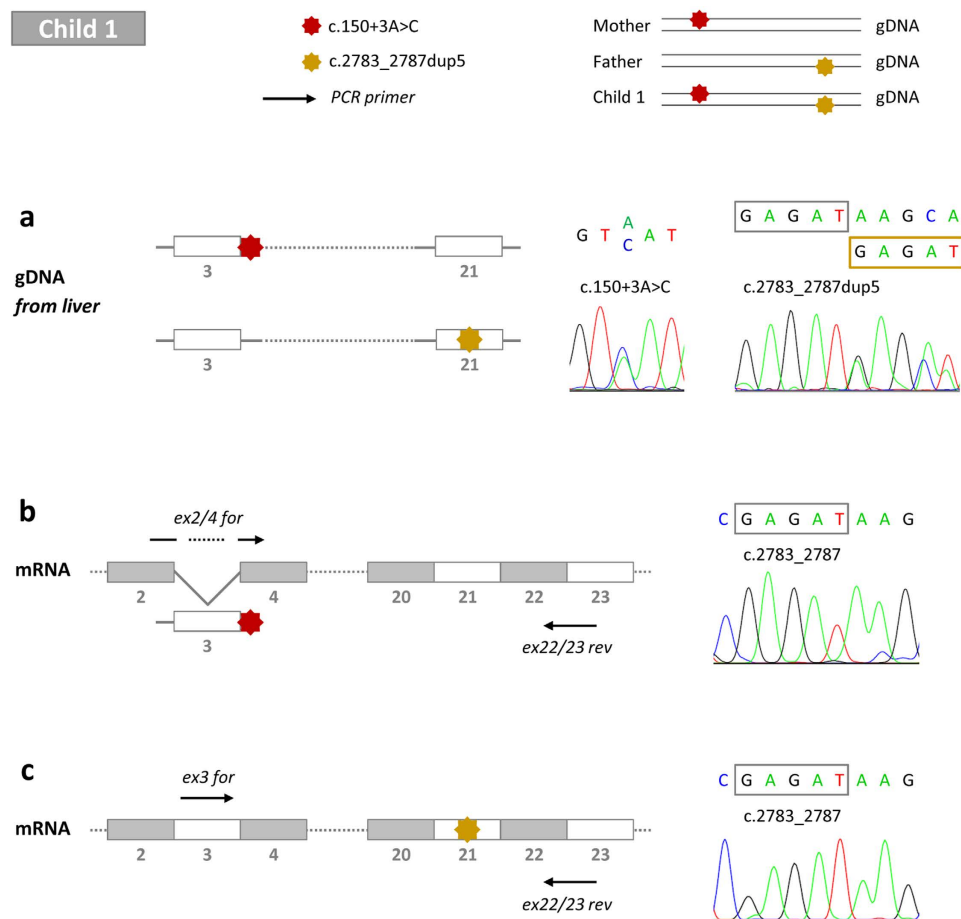 Child 1
c.150+3A>C
c.2783_2787dup5
PCR primer
Mother gDNA
Father gDNA
Child 1 gDNA
a
gDNA
from liver
3 21
3 21
A
G T C A T
c.150+3A>C
G A G A T A A G C A
G A G A T
c.2783_2787dup5
b
ex2/4 for
mRNA
2 4 20 21 22 23
3
ex22/23 rev
C G A G A T A A G
c.2783_2787
c
ex3 for
mRNA
2 3 4 20 21 22 23
ex22/23 rev
C G A G A T A A G
c.2783_2787